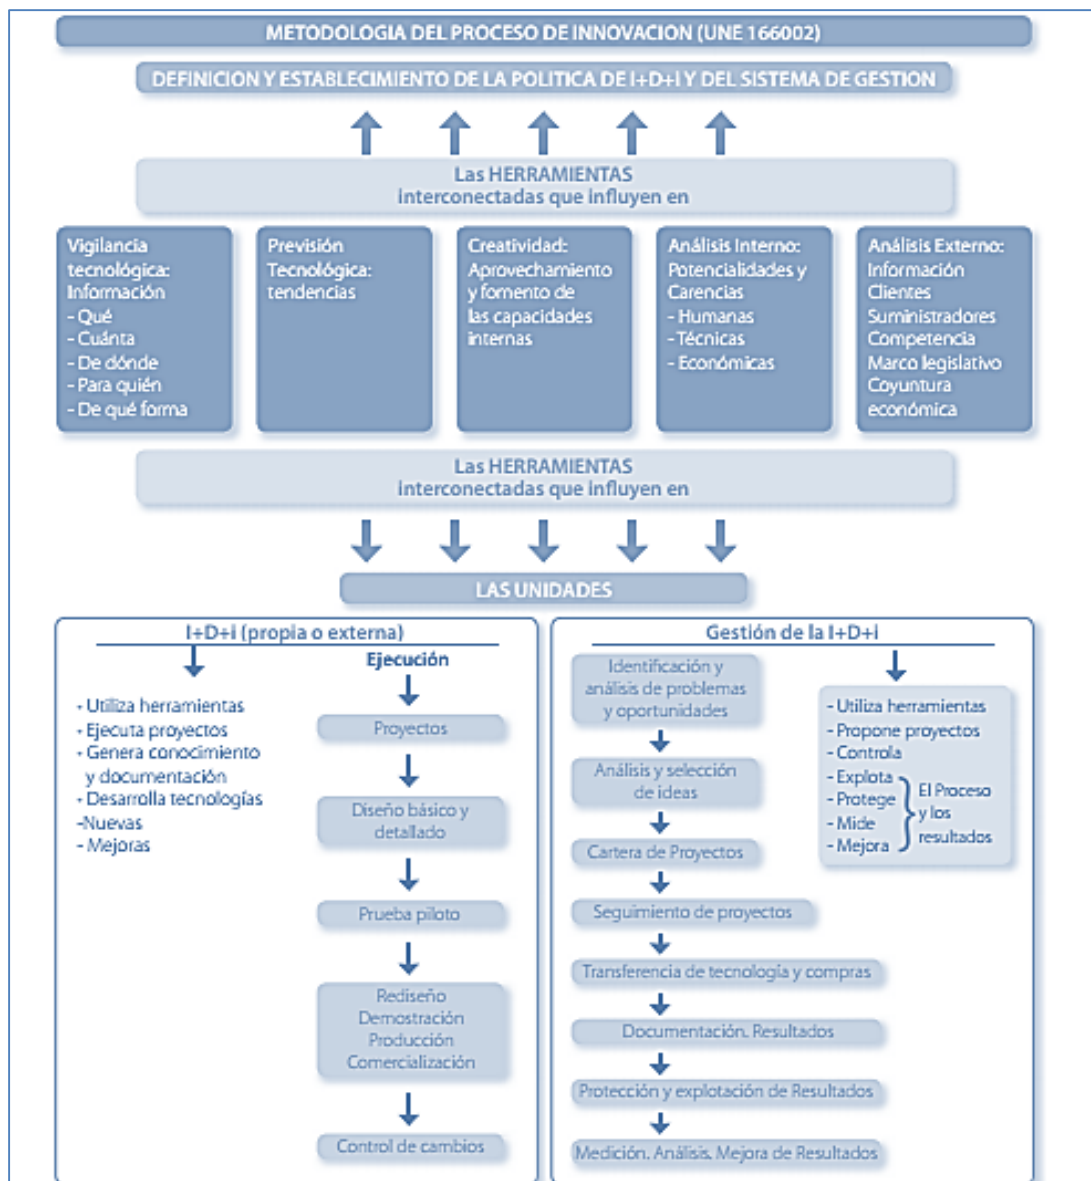 METODOLOGIA DEL PROCESO DE INNOVACION (UNE 166002)
DEFINICION Y ESTABLECIMIENTO DE LA POLITICA DE I+D+i Y DEL SISTEMA DE GESTION
Las HERRAMIENTAS
interconectadas que influyen en
Vigilancia
tecnológica:
Información
- Qué
- Cuánta
- De dónde
- Para quién
- De qué forma
Previsión
Tecnológica:
tendencias
Creatividad:
Aprovechamiento
y fomento de
las capacidades
internas
Análisis Interno:
Potencialidades y
Carencias
- Humanas
- Técnicas
- Económicas
Análisis Externo:
Información
Clientes
Suministradores
Competencia
Marco legislativo
Coyuntura
económica
Las HERRAMIENTAS
interconectadas que influyen en
LAS UNIDADES
I+D+i (propia o externa)
- Utiliza herramientas
- Ejecuta proyectos
- Genera conocimiento
y documentación
- Desarrolla tecnologías
-Nuevas
- Mejoras
Ejecución
Proyectos
Diseño básico y
detallado
Prueba piloto
Rediseño
Demostración
Producción
Comercialización
Control de cambios
Gestión de la I+D+i
Identificación y
análisis de problemas
y oportunidades
Análisis y selección
de ideas
Cartera de Proyectos
Seguimiento de proyectos
Transferencia de tecnología y compras
Documentación. Resultados
Protección y explotación de Resultados
Medición. Análisis. Mejora de Resultados
- Utiliza herramientas
- Propone proyectos
- Controla
- Explota
- Protege
- Mide
- Mejora
El Proceso
y los
resultados